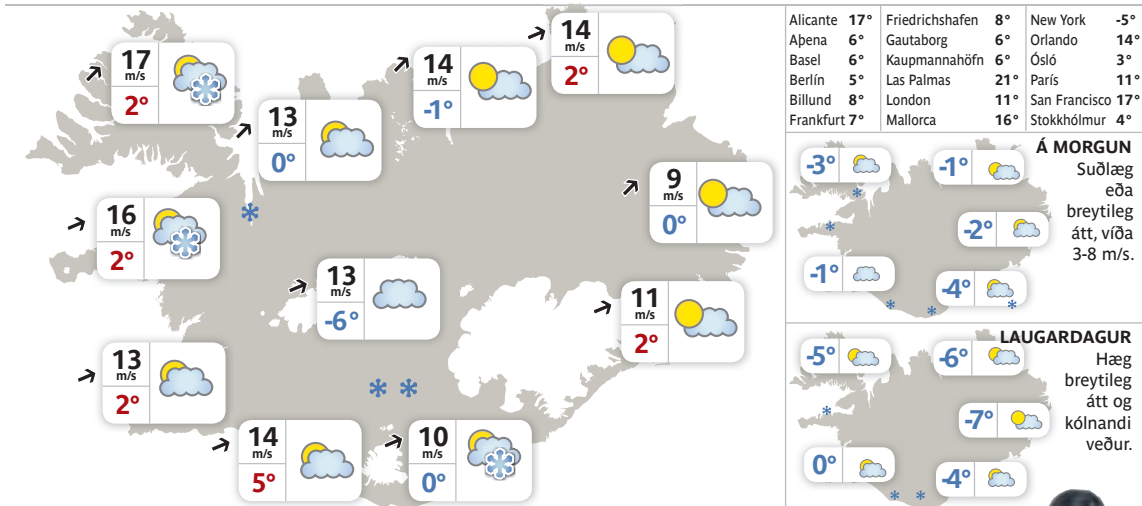 17
m/s
2°
13
m/s
0°
14
m/s
-1°
14
m/s
2°
16
m/s
2°
9
m/s
0°
13
m/s
-6°
11
m/s
2°
13
m/s
2°
14
m/s
5°
10
m/s
0°
Alicante 17°
Aþena 6°
Basel 6°
Berlín 5°
Billund 8°
Frankfurt 7°
Friedrichshafen 8°
Gautaborg 6°
Kaupmannahöfn 6°
Las Palmas 21°
London 11°
Mallorca 16°
New York -5°
Orlando 14°
Ósló 3°
París 11°
San Francisco 17°
Stokkhólmur 4°
Á MORGUN
Suðlæg
eða
breytileg
átt, víða
3-8 m/s.
-3°
-1°
-2°
-1°
-4°
LAUGARDAGUR
Hæg
breytileg
átt og
kólnandi
veður.
-5°
-6°
-7°
0°
-4°